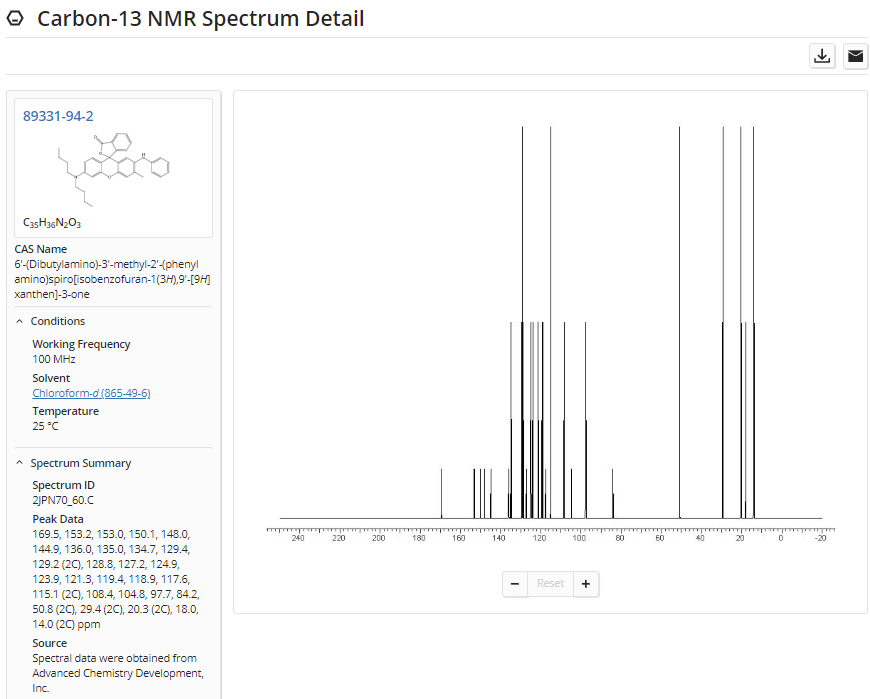 Carbon-13 NMR Spectrum Detail
89331-94-2
C₃₅H₃₆N₂O₃
CAS Name
6'-(Dibutylamino)-3'-methyl-2'-(phenyl
amino)spiro[isobenzofuran-1(3H),9'-[9H]
xanthen]-3-one
Conditions
Working Frequency
100 MHz
Solvent
Chloroform-d (865-49-6)
Temperature
25 °C
Spectrum Summary
Spectrum ID
2JPN70_60.C
Peak Data
169.5, 153.2, 153.0, 150.1, 148.0,
144.9, 136.0, 135.0, 134.7, 129.4,
129.2 (2C), 128.8, 127.2, 124.9,
123.9, 121.3, 119.4, 118.9, 117.6,
115.1 (2C), 108.4, 104.8, 97.7, 84.2,
50.8 (2C), 29.4 (2C), 20.3 (2C), 18.0,
14.0 (2C) ppm
Source
Spectral data were obtained from
Advanced Chemistry Development,
Inc.
240 220 200 180 160 140 120 100 80 60 40 20 0 -20
− Reset +